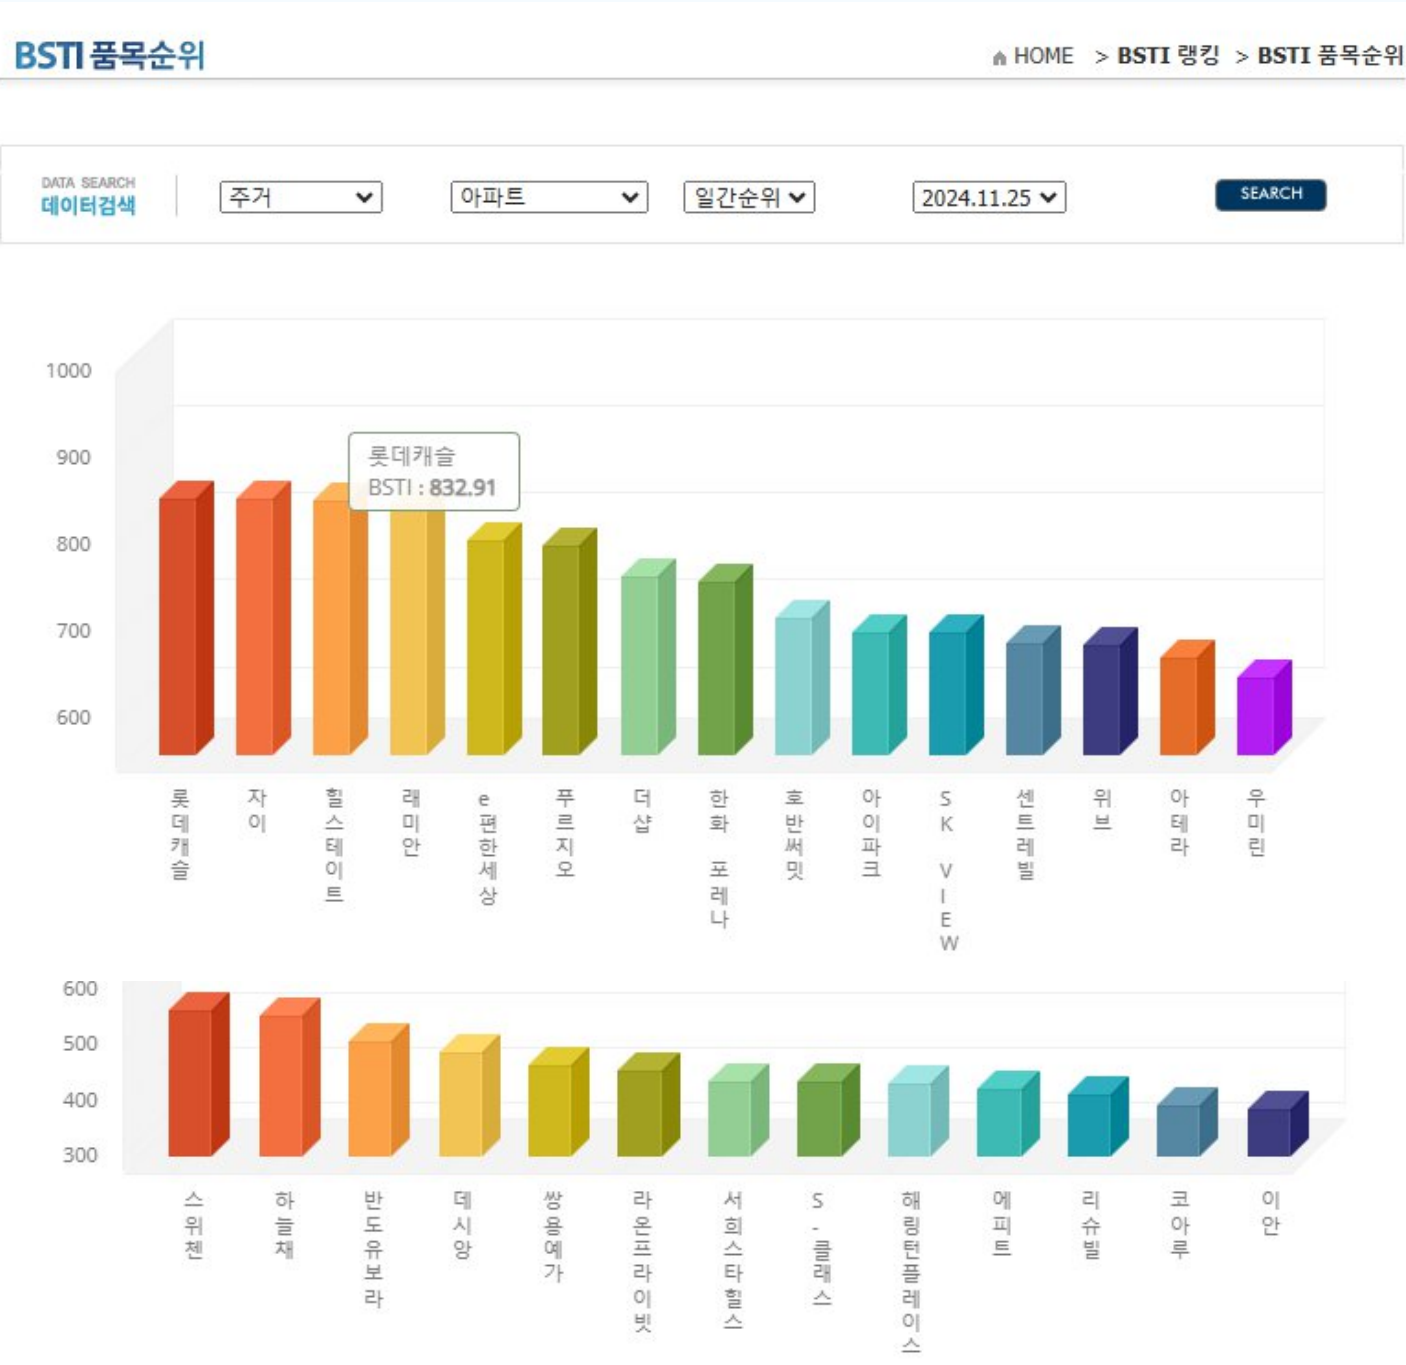 BSTI 품목순위
HOME > BSTI 랭킹 > BSTI 품목순위
DATA SEARCH
데이터검색
주거
아파트
일간순위
2024.11.25
SEARCH
1000
900
800
700
600
롯데캐슬
BSTI : 832.91
롯데캐슬
자이
힐스테이트
래미안
e편한세상
푸르지오
더샵
한화 포레나
호반써밋
아이파크
SK VIEW
센트레빌
위브
아테라
우미린
600
500
400
300
스위첸
하늘채
반도유보라
데시앙
쌍용예가
라온프라이빗
서희스타힐스
S-클래스
해링턴플레이스
에피트
리슈빌
코아루
이안